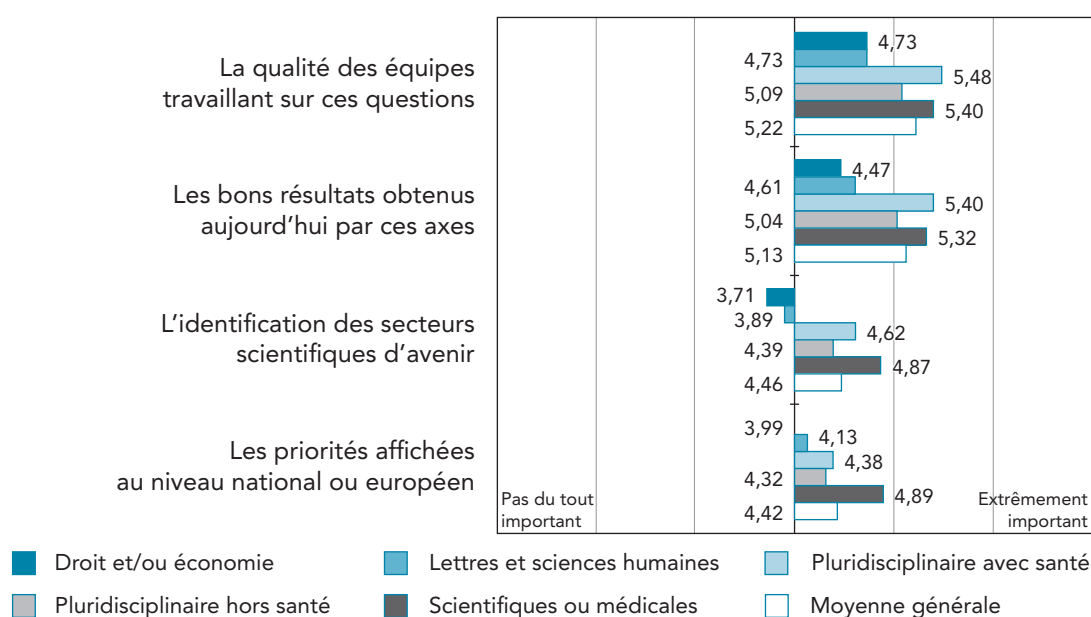 La qualité des équipes
travaillant sur ces questions
4,73
4,73
5,48
5,09
5,40
5,22
Les bons résultats obtenus
aujourd'hui par ces axes
4,47
4,61
5,40
5,04
5,32
5,13
L'identification des secteurs
scientifiques d'avenir
3,71
3,89
4,62
4,39
4,87
4,46
Les priorités affichées
au niveau national ou européen
3,99
4,13
4,38
4,32
4,89
4,42
Pas du tout
important
Extrêmement
important
Droit et/ou économie
Lettres et sciences humaines
Pluridisciplinaire avec santé
Pluridisciplinaire hors santé
Scientifiques ou médicales
Moyenne générale